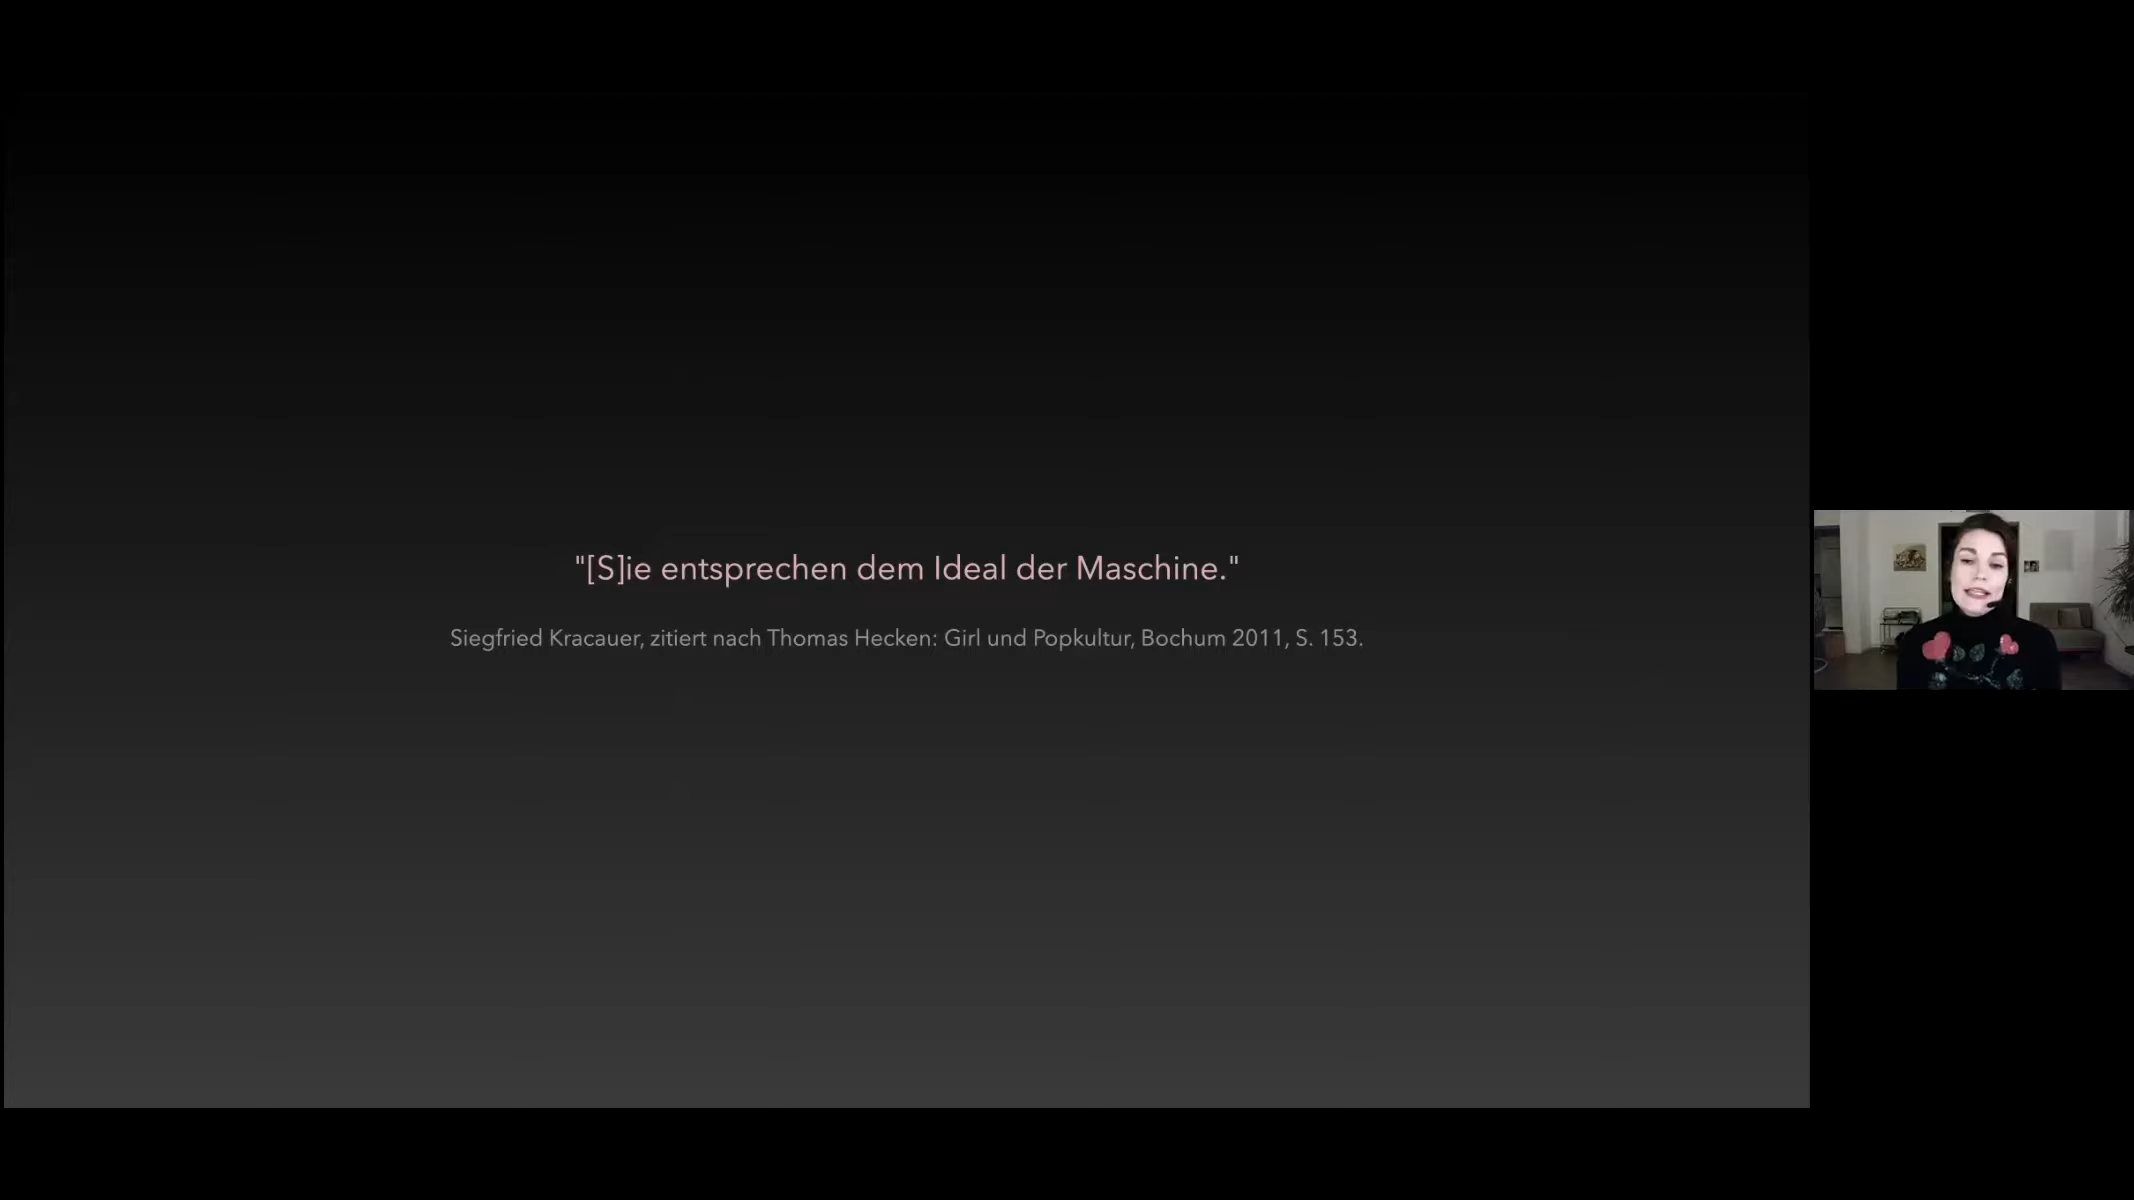 "[S]ie entsprechen dem Ideal der Maschine."
Siegfried Kracauer, zitiert nach Thomas Hecken: Girl und Popkultur, Bochum 2011, S. 153.